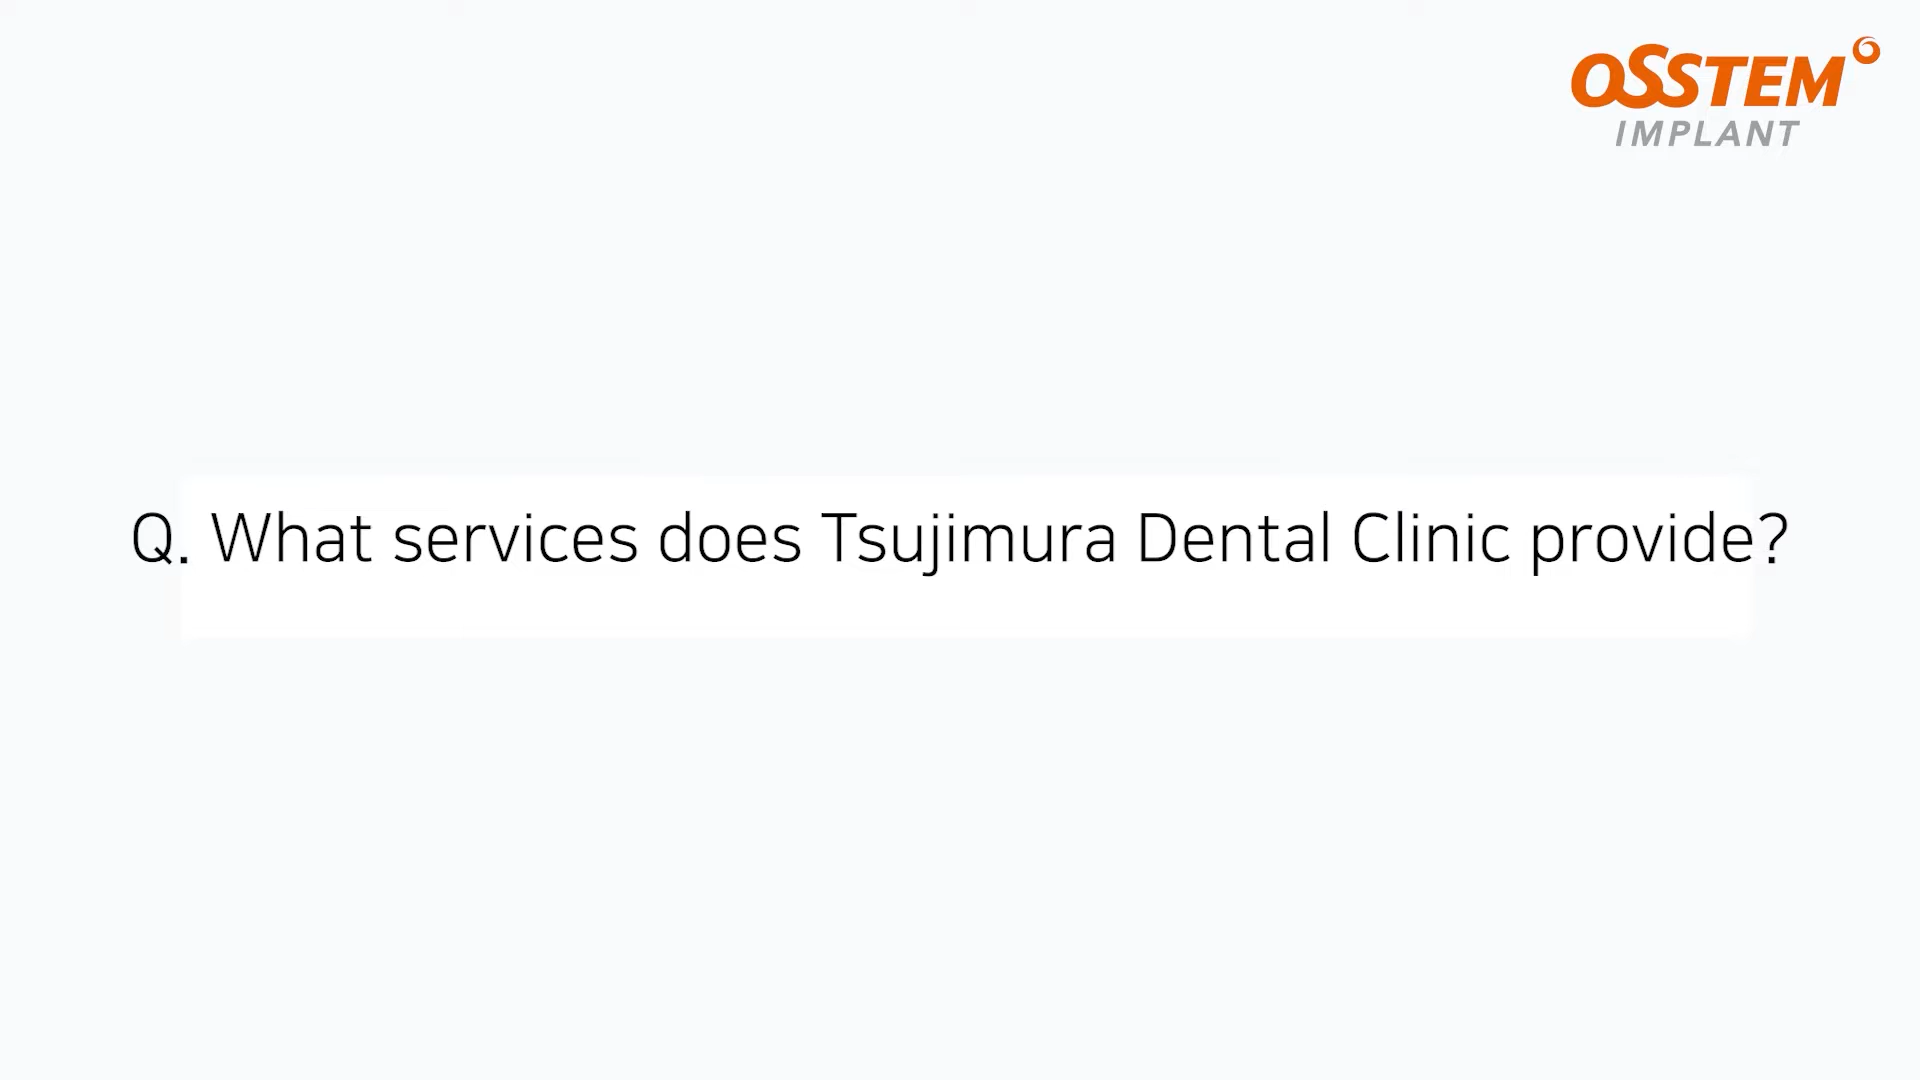 OSSTEM
IMPLANT
Q. What services does Tsujimura Dental Clinic provide?